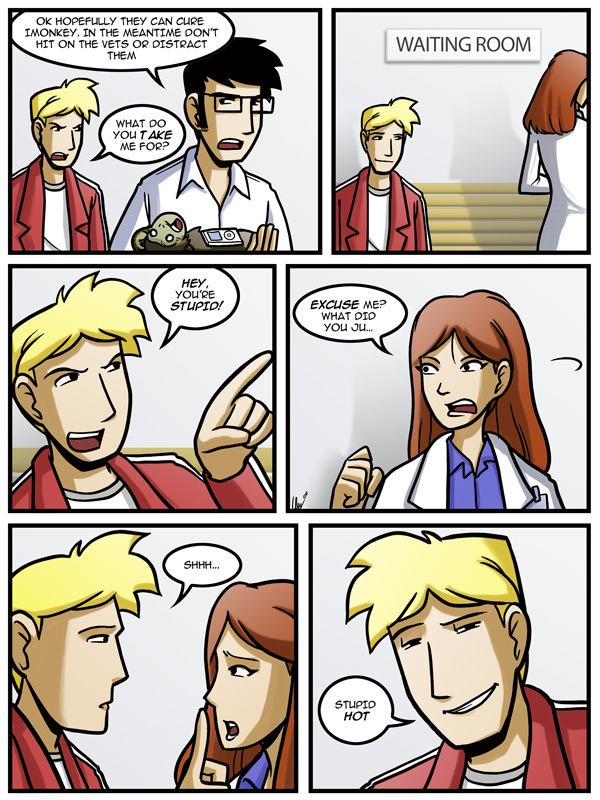 OK HOPEFULLY THEY CAN CURE
IMONKEY. IN THE MEANTIME DON'T
HIT ON THE VETS OR DISTRACT
THEM
WHAT DO
YOU TAKE
ME FOR?
WAITING ROOM
HEY,
YOU'RE
STUPID!
EXCUSE ME?
WHAT DID
YOU JU...
SHHH...
STUPID
HOT